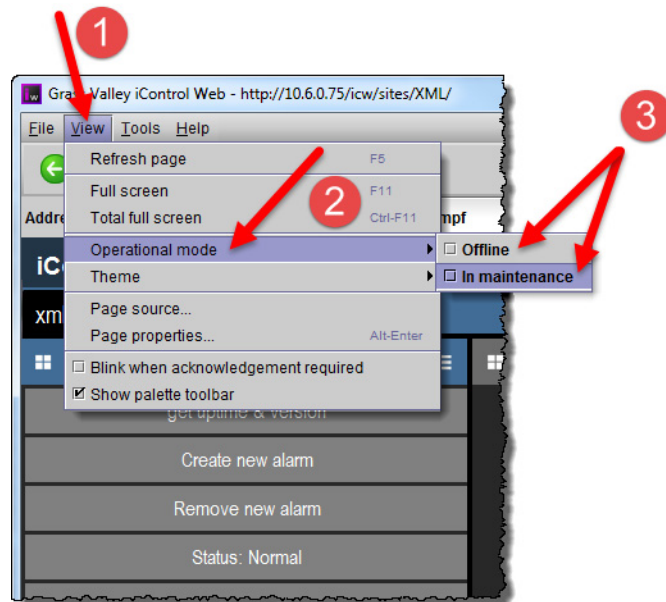 1
Grass Valley iControl Web - http://10.6.0.75/icw/sites/XML/
File View Tools Help
3
Refresh page F5
Full screen F11
2
Total full screen Ctrl-F11
Addre mpf
Operational mode Offline
iC
Theme In maintenance
xm
Page source...
Page properties... Alt-Enter
Blink when acknowledgement required
Show palette toolbar
get uptime & version
Create new alarm
Remove new alarm
Status: Normal